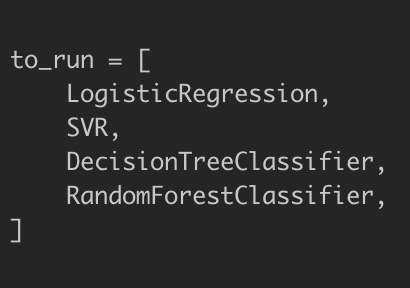 to_run = [
    LogisticRegression,
    SVR,
    DecisionTreeClassifier,
    RandomForestClassifier,
]